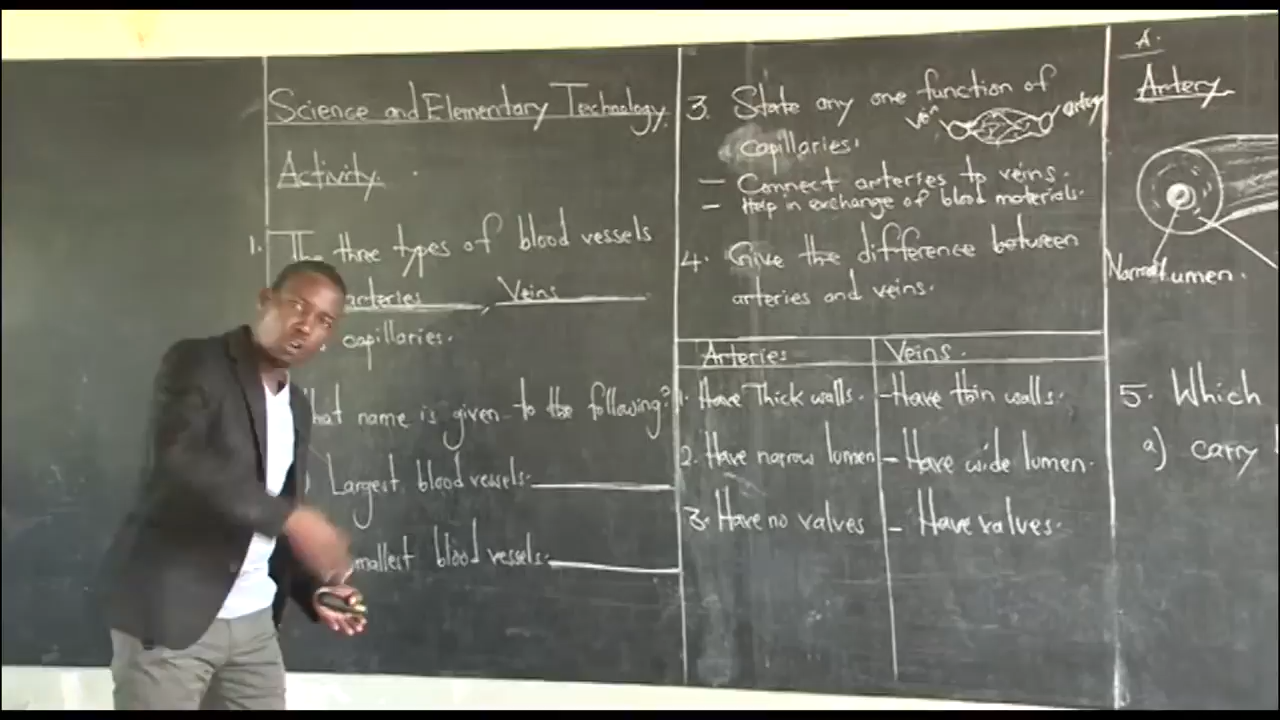 Science and Elementary Technology
Activity.
1. The three types of blood vessels
arteries, Veins
capillaries.
hat name is given to the following?
Largest blood vessels.
mallest blood vessels.
3. State any one function of
capillaries.
vein
artery
- Connect arteries to veins.
- Help in exchange of blood materials.
4. Give the difference between
arteries and veins.
Arteries Veins.
1. Have Thick walls. - Have thin walls.
2. Have narrow lumen - Have wide lumen.
3. Have no valves - Have valves.
A.
Artery
lumen.
5. Which
a) carry